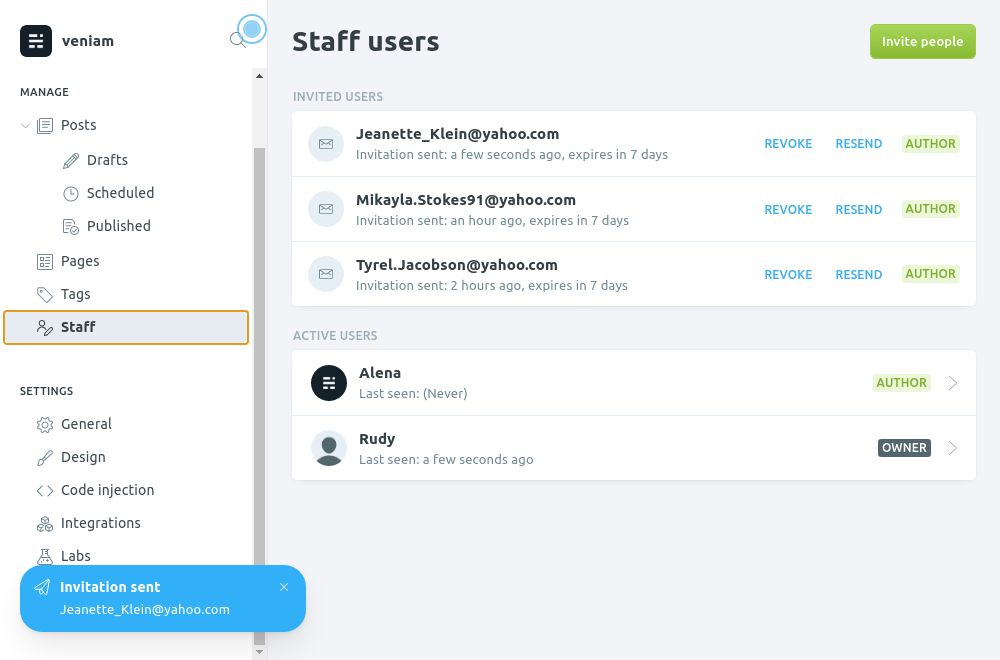 veniam
MANAGE
Posts
Drafts
Scheduled
Published
Pages
Tags
Staff
SETTINGS
General
Design
Code injection
Integrations
Labs
Invitation sent
Jeanette_Klein@yahoo.com
Staff users
Invite people
INVITED USERS
Jeanette_Klein@yahoo.com
Invitation sent: a few seconds ago, expires in 7 days
REVOKE RESEND AUTHOR
Mikayla.Stokes91@yahoo.com
Invitation sent: an hour ago, expires in 7 days
REVOKE RESEND AUTHOR
Tyrel.Jacobson@yahoo.com
Invitation sent: 2 hours ago, expires in 7 days
REVOKE RESEND AUTHOR
ACTIVE USERS
Alena
Last seen: (Never)
AUTHOR
Rudy
Last seen: a few seconds ago
OWNER